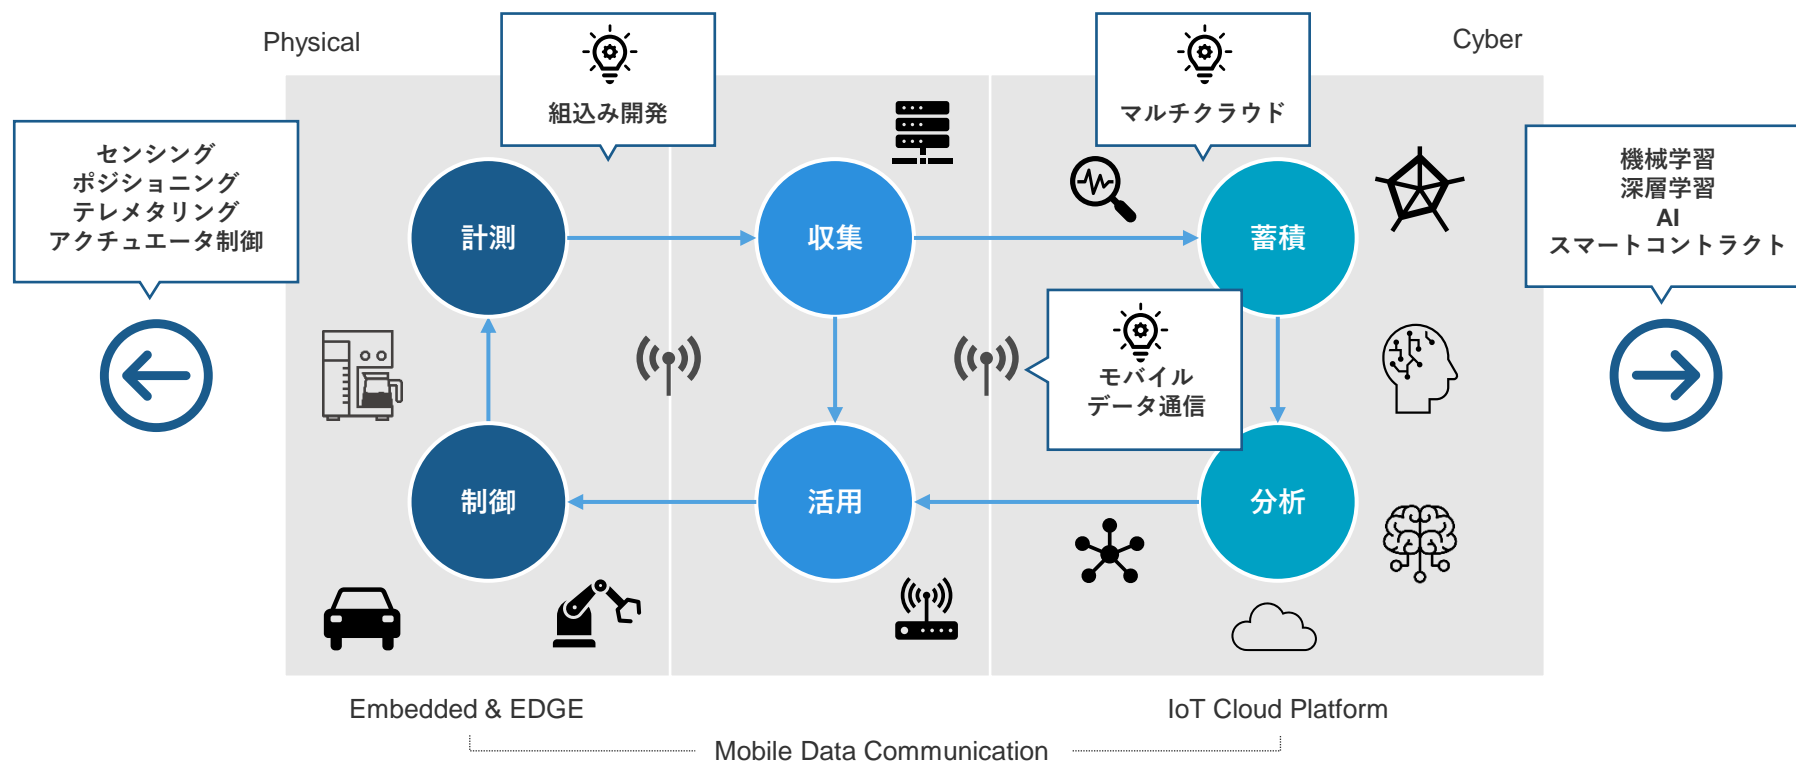 Physical
Cyber
組込み開発
マルチクラウド
センシング
ポジショニング
テレメタリング
アクチュエータ制御
機械学習
深層学習
AI
スマートコントラクト
計測
収集
蓄積
モバイル
データ通信
制御
活用
分析
Embedded & EDGE
IoT Cloud Platform
Mobile Data Communication